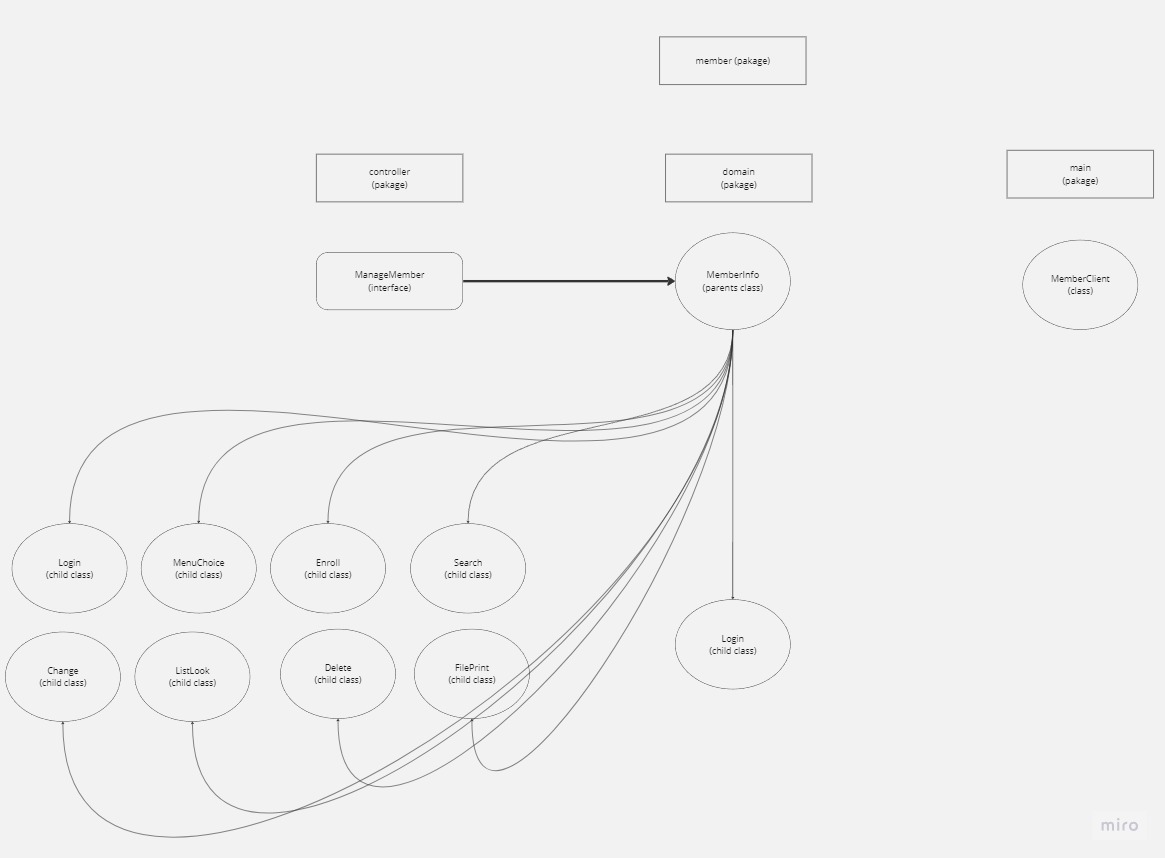 member (pakage)
controller
(pakage)
domain
(pakage)
main
(pakage)
ManageMember
(interface)
MemberInfo
(parents class)
MemberClient
(class)
Login
(child class)
MenuChoice
(child class)
Enroll
(child class)
Search
(child class)
Login
(child class)
Change
(child class)
ListLook
(child class)
Delete
(child class)
FilePrint
(child class)
miro